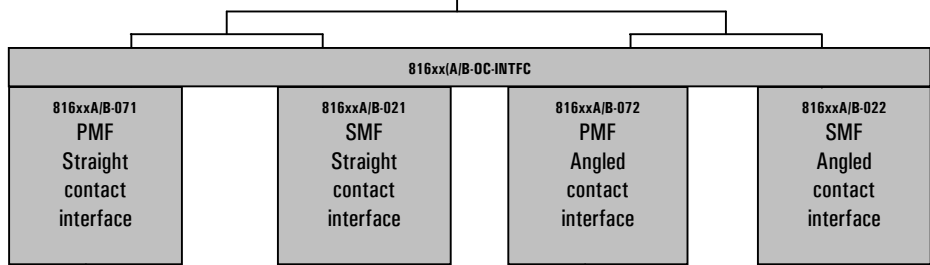 816xx(A/B-OC-INTFC
816xxA/B-071
PMF
Straight
contact
interface
816xxA/B-021
SMF
Straight
contact
interface
816xxA/B-072
PMF
Angled
contact
interface
816xxA/B-022
SMF
Angled
contact
interface